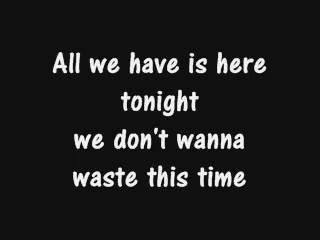 All we have is here
tonight
we don't wanna
waste this time